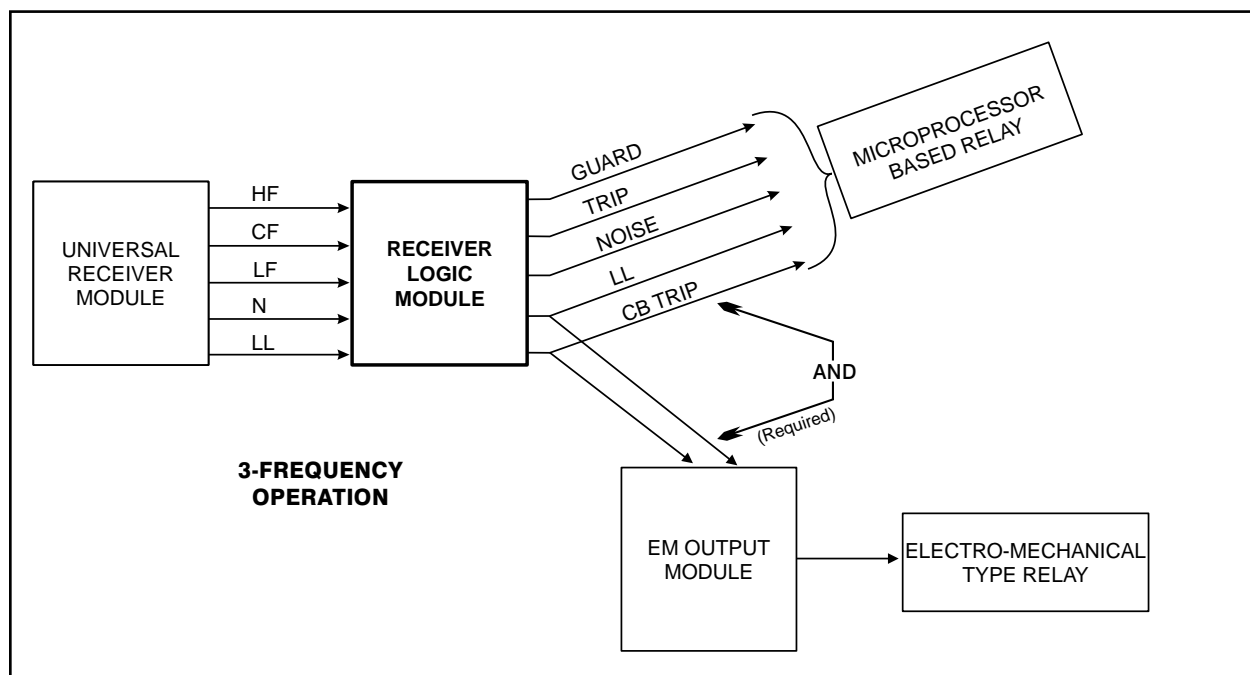 UNIVERSAL
RECEIVER
MODULE
HF
CF
LF
N
LL
RECEIVER
LOGIC
MODULE
GUARD
TRIP
NOISE
LL
CB TRIP
MICROPROCESSOR
BASED RELAY
AND
(Required)
3-FREQUENCY
OPERATION
EM OUTPUT
MODULE
ELECTRO-MECHANICAL
TYPE RELAY